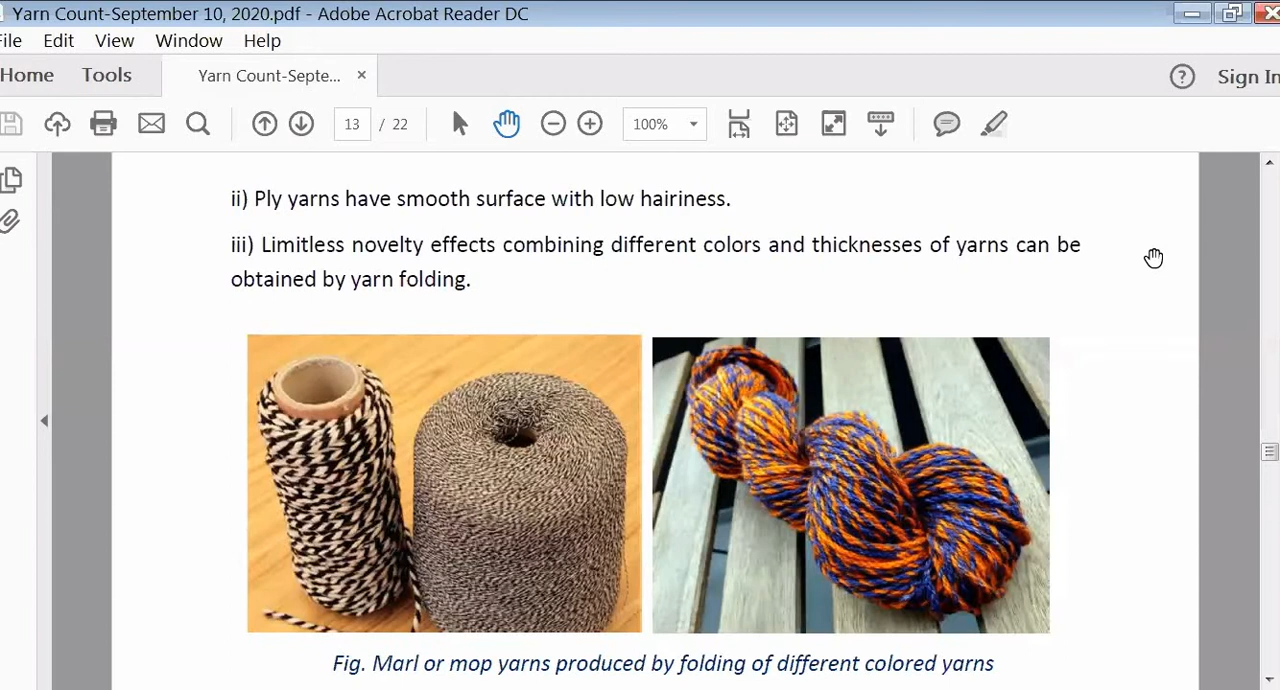 Yarn Count-September 10, 2020.pdf - Adobe Acrobat Reader DC
File Edit View Window Help
Home Tools Yarn Count-Septe... ×
? Sign In
13 / 22 100%
ii) Ply yarns have smooth surface with low hairiness.
iii) Limitless novelty effects combining different colors and thicknesses of yarns can be
obtained by yarn folding.
Fig. Marl or mop yarns produced by folding of different colored yarns